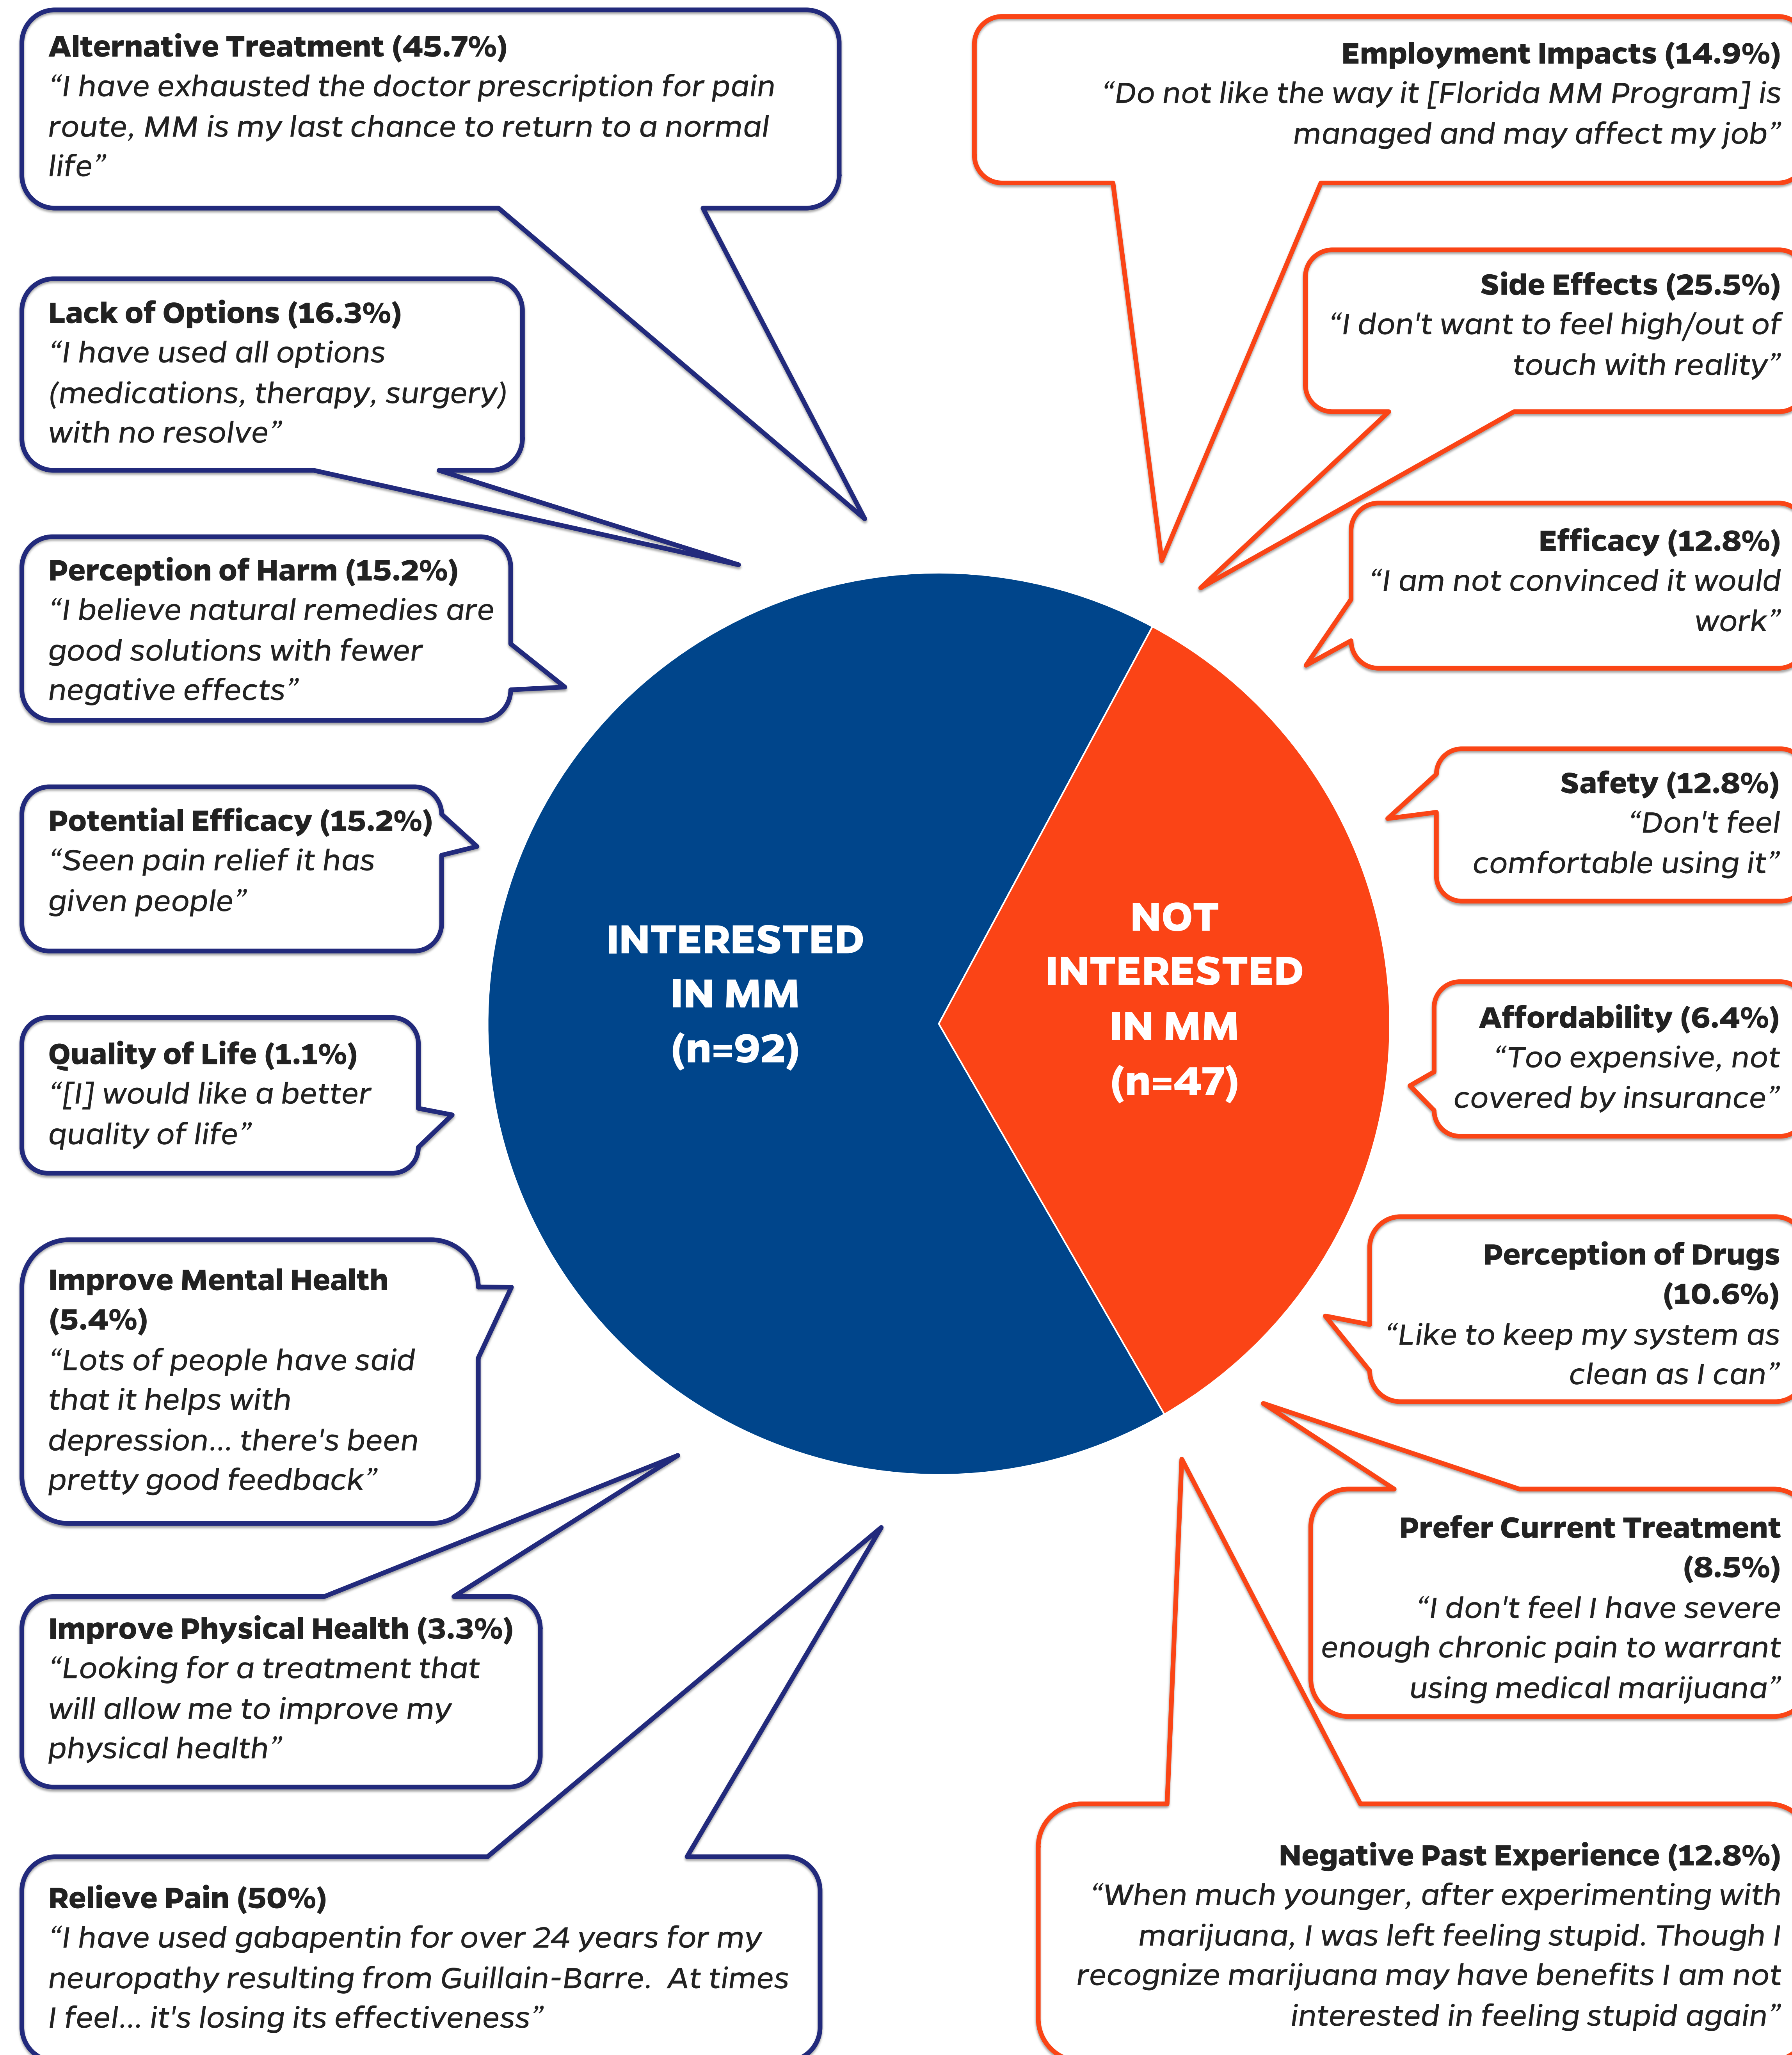 Alternative Treatment (45.7%)
“I have exhausted the doctor prescription for pain
route, MM is my last chance to return to a normal
life”
Lack of Options (16.3%)
“I have used all options
(medications, therapy, surgery)
with no resolve”
Perception of Harm (15.2%)
“I believe natural remedies are
good solutions with fewer
negative effects”
Potential Efficacy (15.2%)
“Seen pain relief it has
given people”
Quality of Life (1.1%)
“[I] would like a better
quality of life”
Improve Mental Health
(5.4%)
“Lots of people have said
that it helps with
depression... there's been
pretty good feedback”
Improve Physical Health (3.3%)
“Looking for a treatment that
will allow me to improve my
physical health”
Relieve Pain (50%)
“I have used gabapentin for over 24 years for my
neuropathy resulting from Guillain-Barre.  At times
I feel... it's losing its effectiveness”
INTERESTED
IN MM
(n=92)
NOT
INTERESTED
IN MM
(n=47)
Employment Impacts (14.9%)
“Do not like the way it [Florida MM Program] is
managed and may affect my job”
Side Effects (25.5%)
“I don't want to feel high/out of
touch with reality”
Efficacy (12.8%)
“I am not convinced it would
work”
Safety (12.8%)
“Don't feel
comfortable using it”
Affordability (6.4%)
“Too expensive, not
covered by insurance”
Perception of Drugs
(10.6%)
“Like to keep my system as
clean as I can”
Prefer Current Treatment
(8.5%)
“I don't feel I have severe
enough chronic pain to warrant
using medical marijuana”
Negative Past Experience (12.8%)
“When much younger, after experimenting with
marijuana, I was left feeling stupid. Though I
recognize marijuana may have benefits I am not
interested in feeling stupid again”